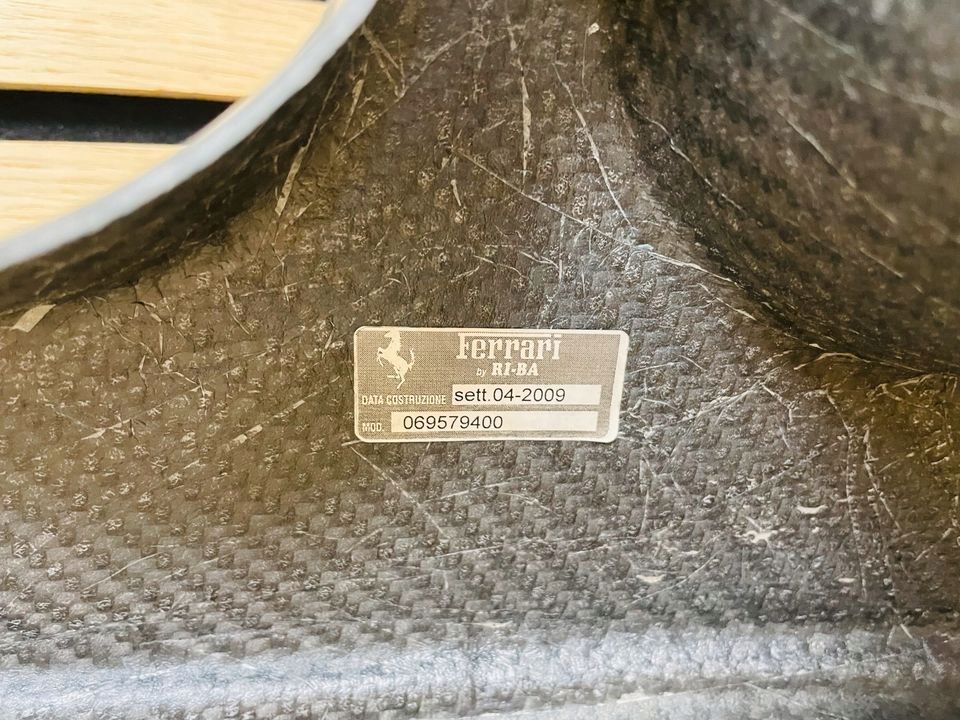 Ferrari
by RI-BA
DATA COSTRUZIONE sett.04-2009
MOD. 069579400